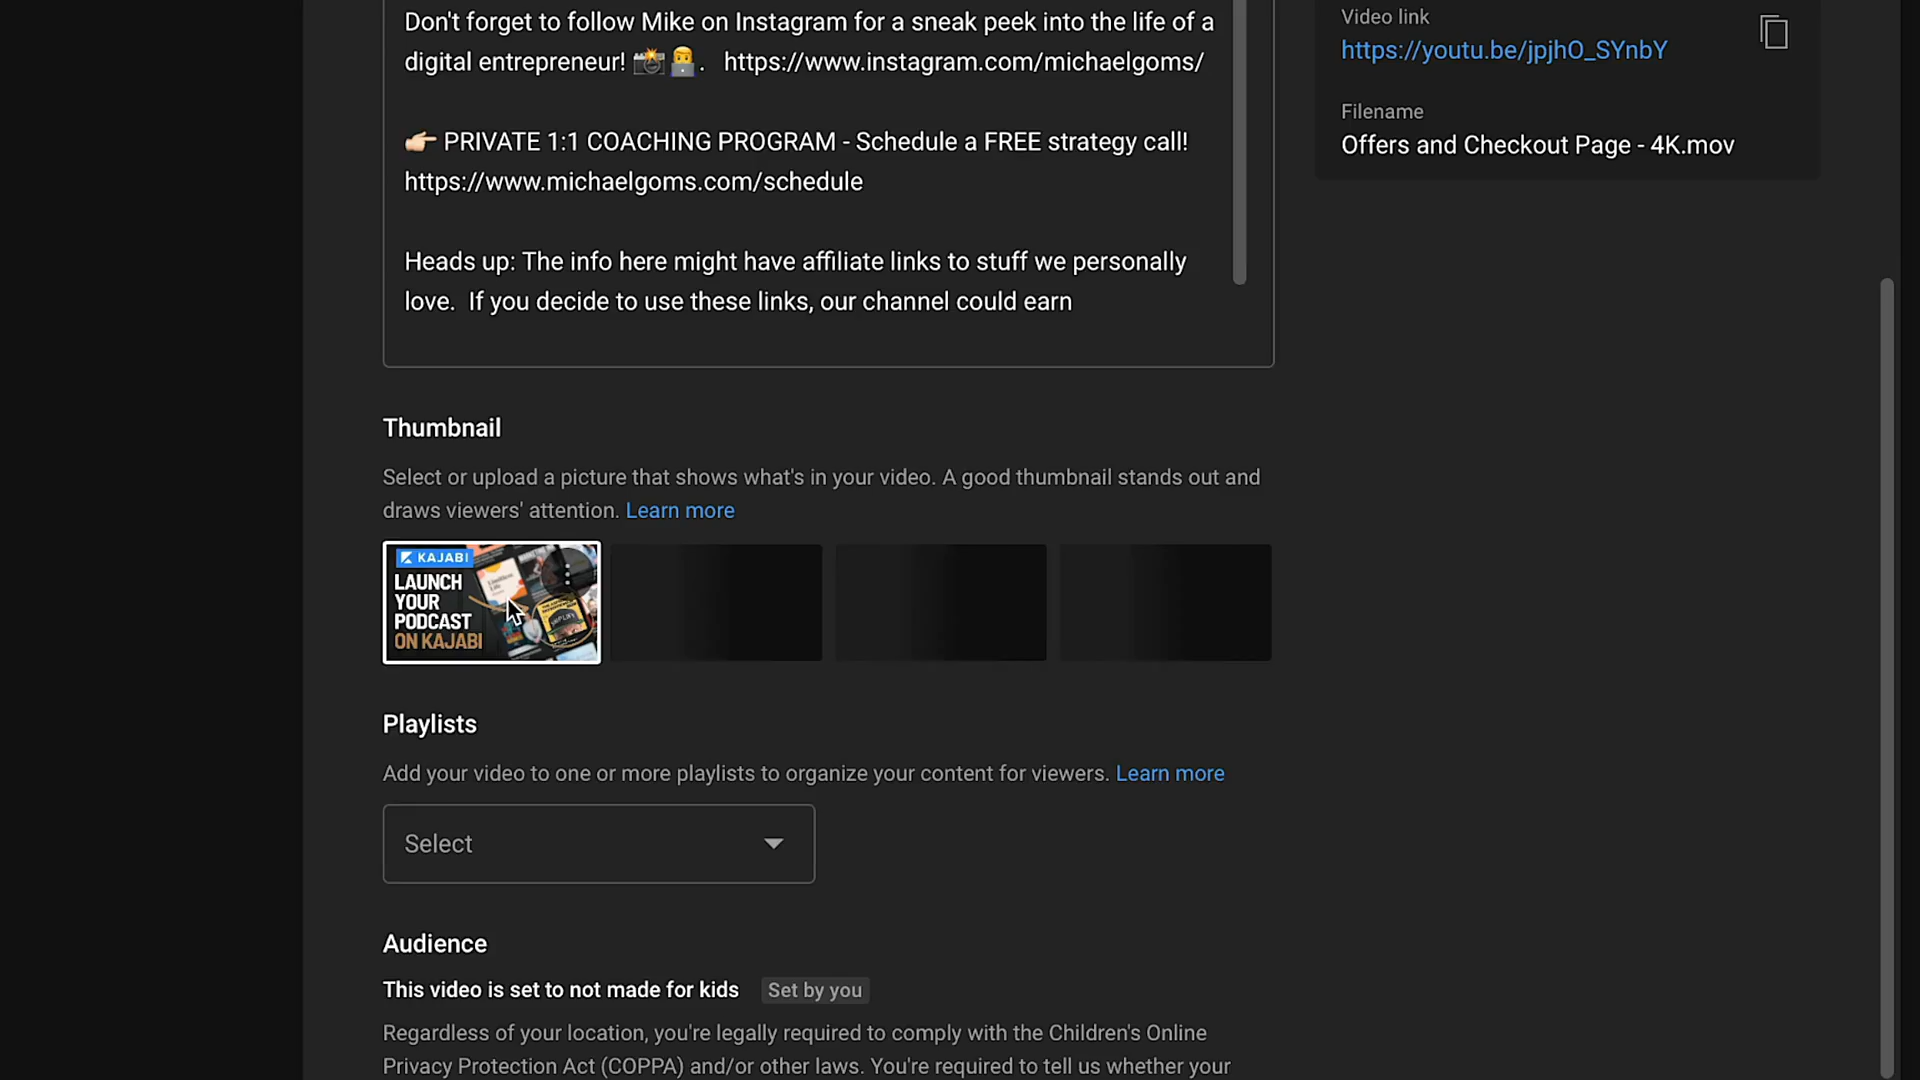 Don't forget to follow Mike on Instagram for a sneak peek into the life of a
digital entrepreneur! 📸👨‍💻.   https://www.instagram.com/michaelgoms/
👉🏻 PRIVATE 1:1 COACHING PROGRAM - Schedule a FREE strategy call!
https://www.michaelgoms.com/schedule
Heads up: The info here might have affiliate links to stuff we personally
love.  If you decide to use these links, our channel could earn
Video link
https://youtu.be/jpjhO_SYnbY
Filename
Offers and Checkout Page - 4K.mov
Thumbnail
Select or upload a picture that shows what's in your video. A good thumbnail stands out and
draws viewers' attention. Learn more
KAJABI
LAUNCH
YOUR
PODCAST
ON KAJABI
Playlists
Add your video to one or more playlists to organize your content for viewers. Learn more
Select
Audience
This video is set to not made for kids Set by you
Regardless of your location, you're legally required to comply with the Children's Online
Privacy Protection Act (COPPA) and/or other laws. You're required to tell us whether your